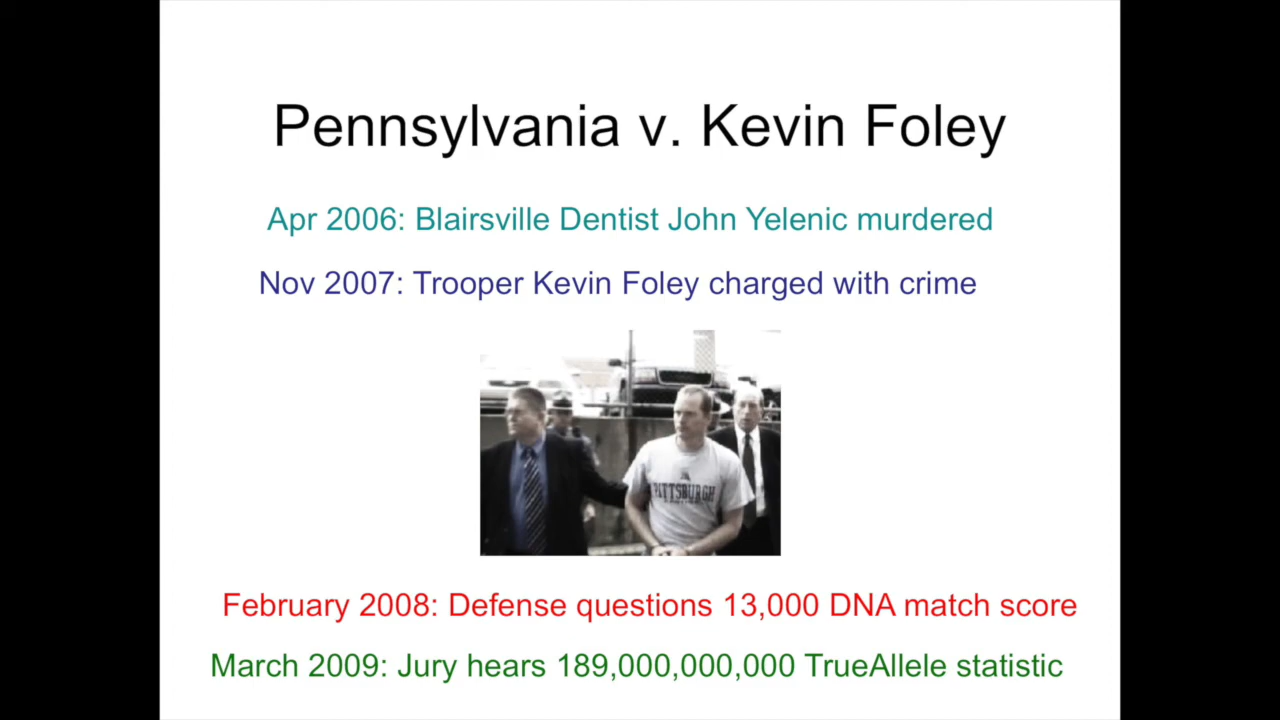 Pennsylvania v. Kevin Foley
Apr 2006: Blairsville Dentist John Yelenic murdered
Nov 2007: Trooper Kevin Foley charged with crime
PITTSBURGH
February 2008: Defense questions 13,000 DNA match score
March 2009: Jury hears 189,000,000,000 TrueAllele statistic